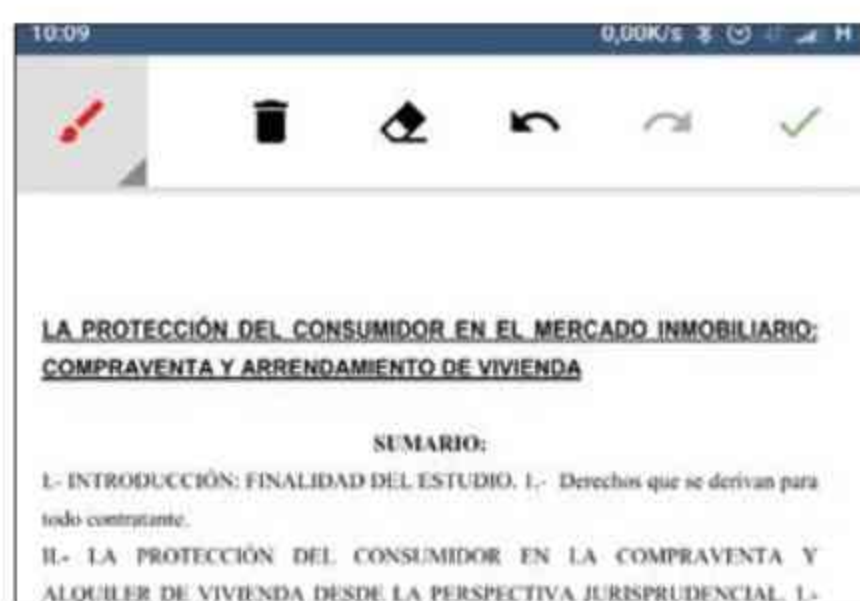 10:09 0,00K/s H
LA PROTECCIÓN DEL CONSUMIDOR EN EL MERCADO INMOBILIARIO:
COMPRAVENTA Y ARRENDAMIENTO DE VIVIENDA
SUMARIO:
I.- INTRODUCCIÓN: FINALIDAD DEL ESTUDIO. 1.- Derechos que se derivan para
todo contratante.
II.- LA PROTECCIÓN DEL CONSUMIDOR EN LA COMPRAVENTA Y
ALQUILER DE VIVIENDA DESDE LA PERSPECTIVA JURISPRUDENCIAL. 1.-